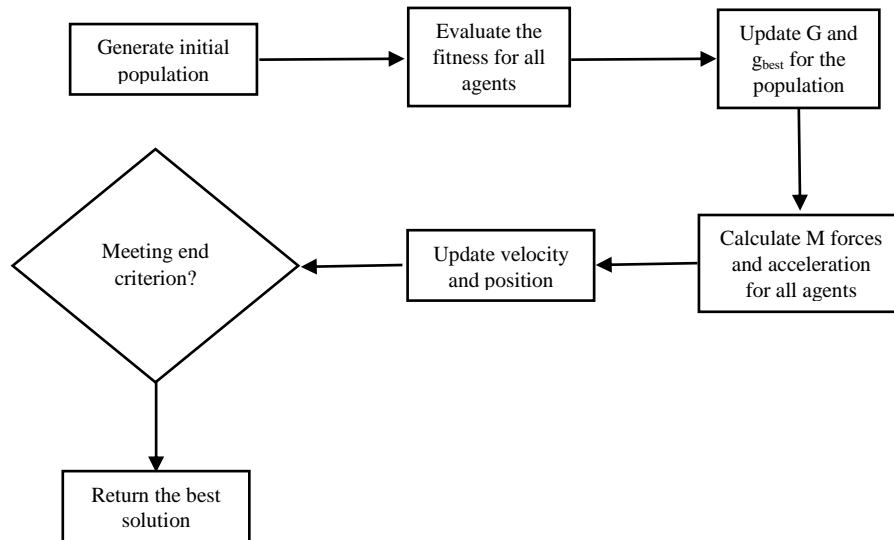 Generate initial
population
Evaluate the
fitness for all
agents
Update G and
gbest for the
population
Calculate M forces
and acceleration
for all agents
Update velocity
and position
Meeting end
criterion?
Return the best
solution